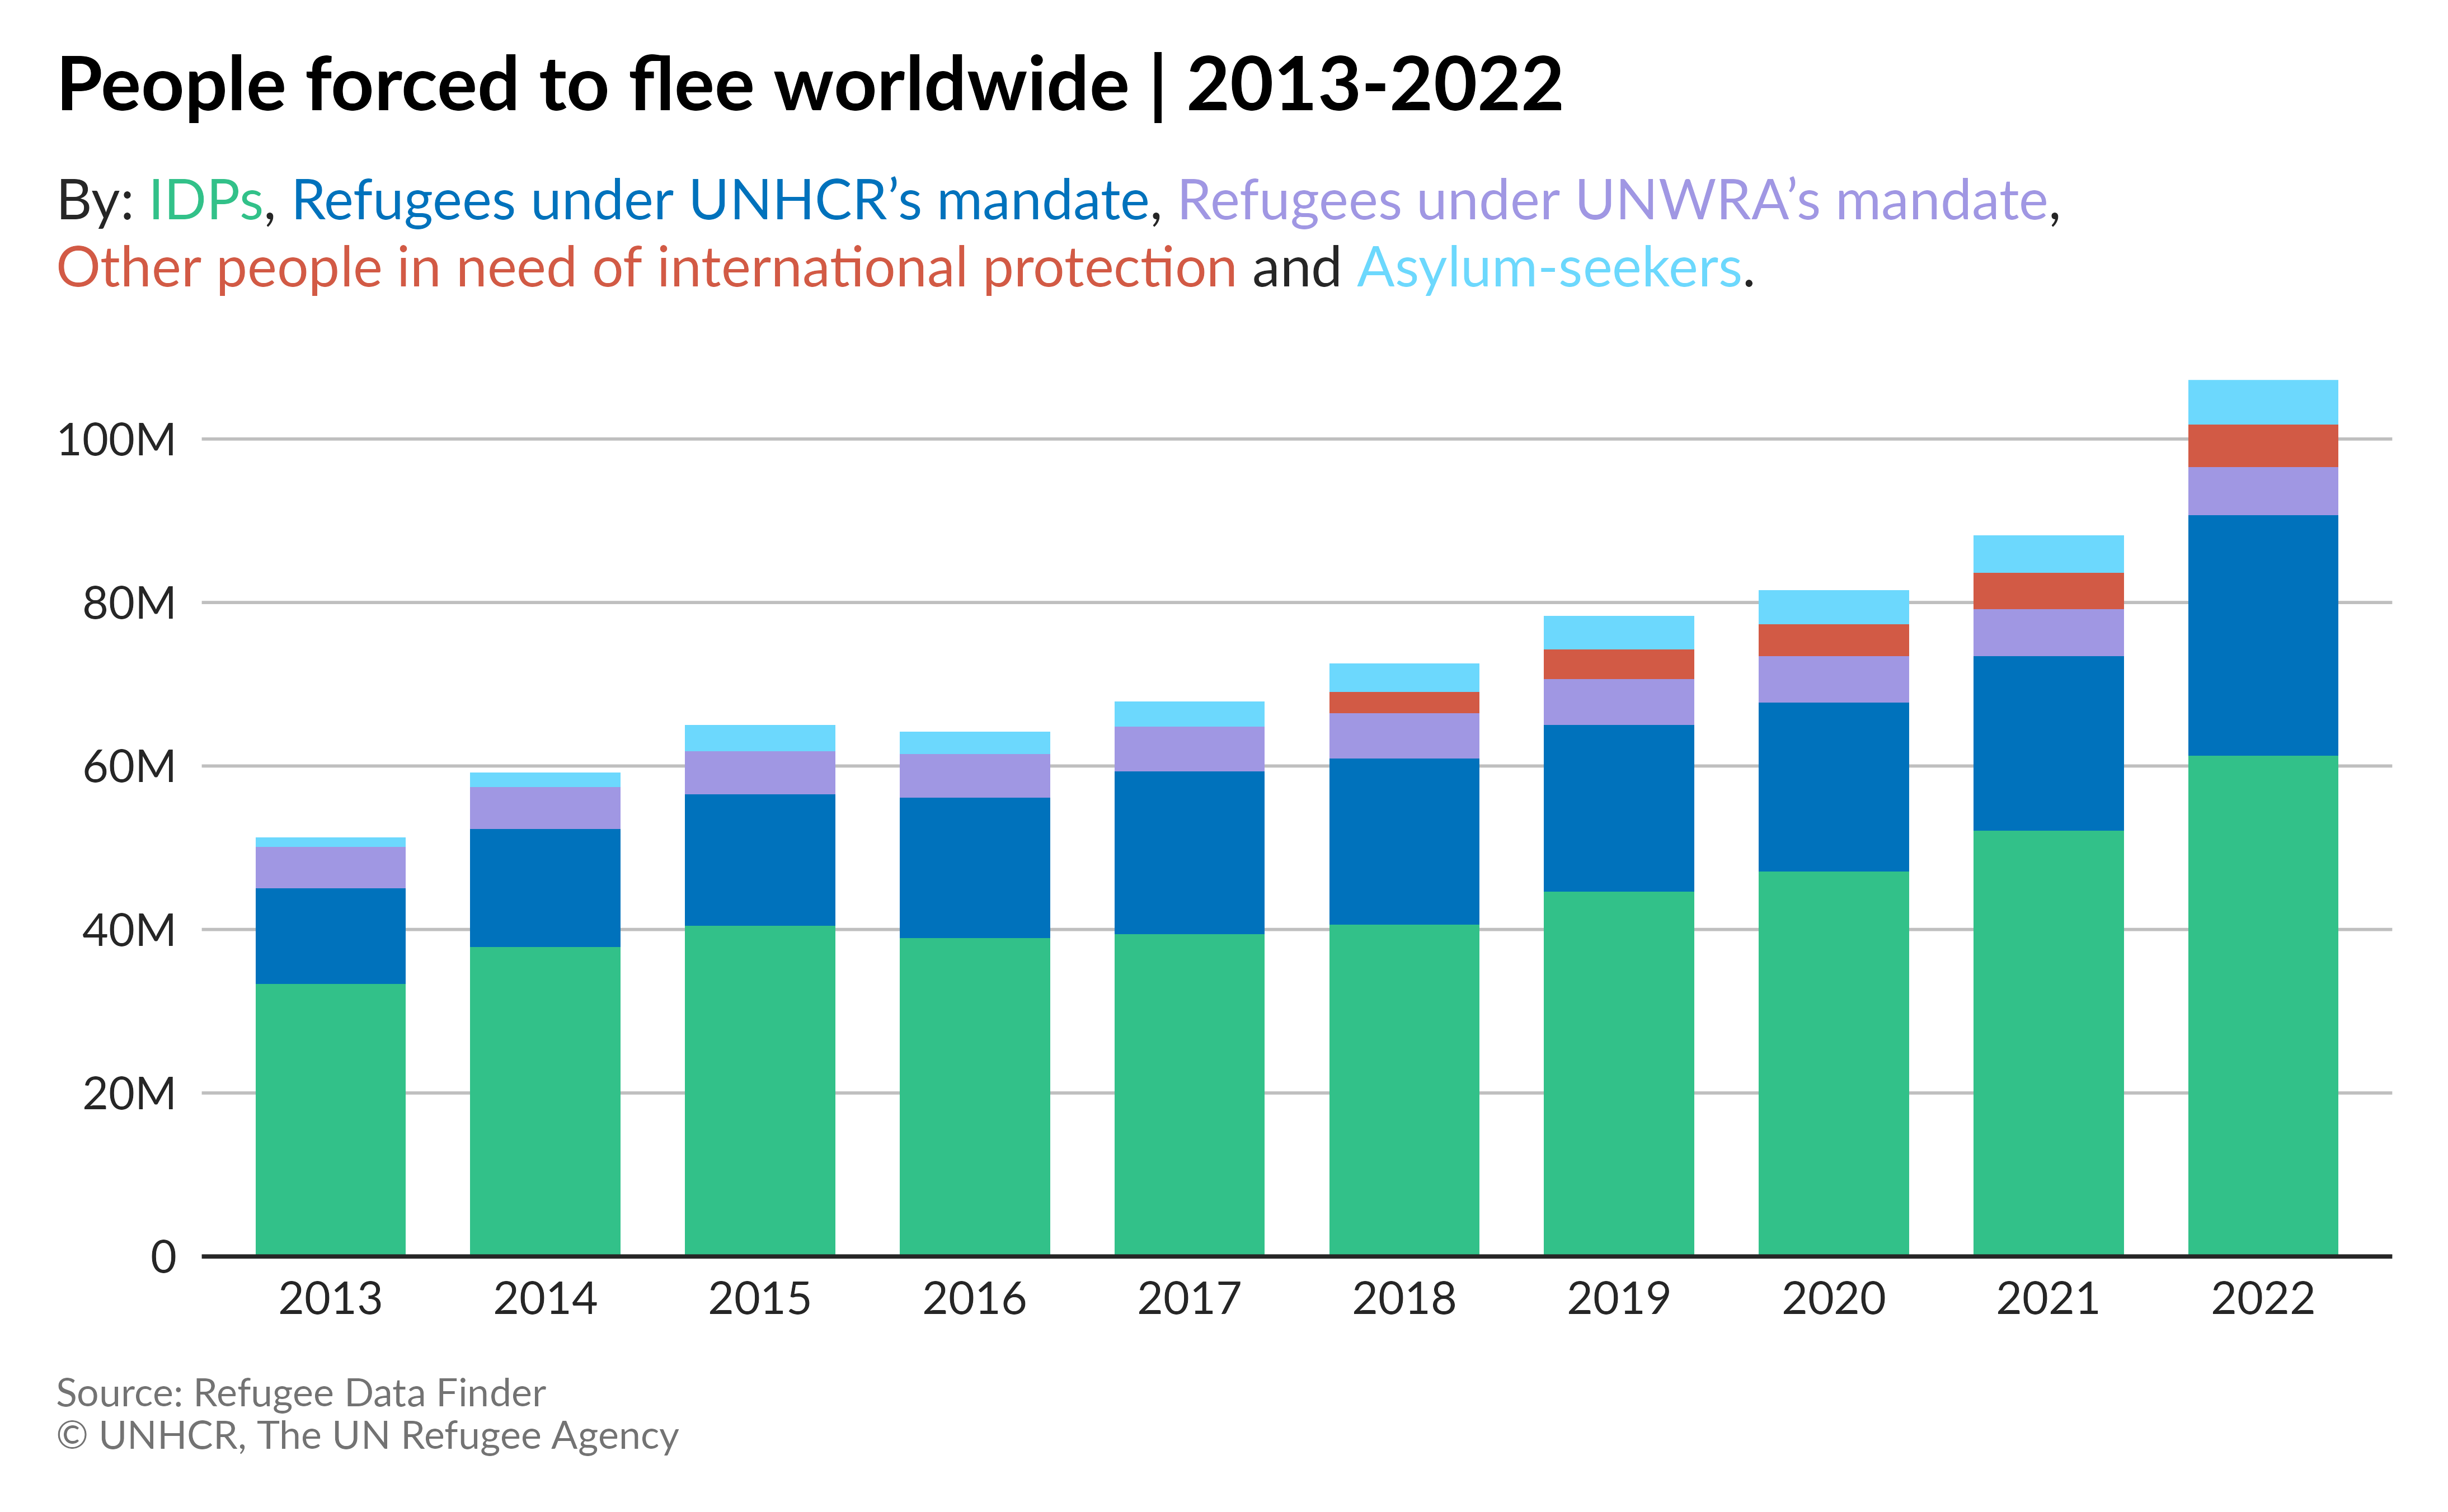 People forced to flee worldwide | 2013-2022
By: IDPs, Refugees under UNHCR’s mandate, Refugees under UNWRA’s mandate,
Other people in need of international protection and Asylum-seekers.
100M
80M
60M
40M
20M
0
2013 2014 2015 2016 2017 2018 2019 2020 2021 2022
Source: Refugee Data Finder
© UNHCR, The UN Refugee Agency